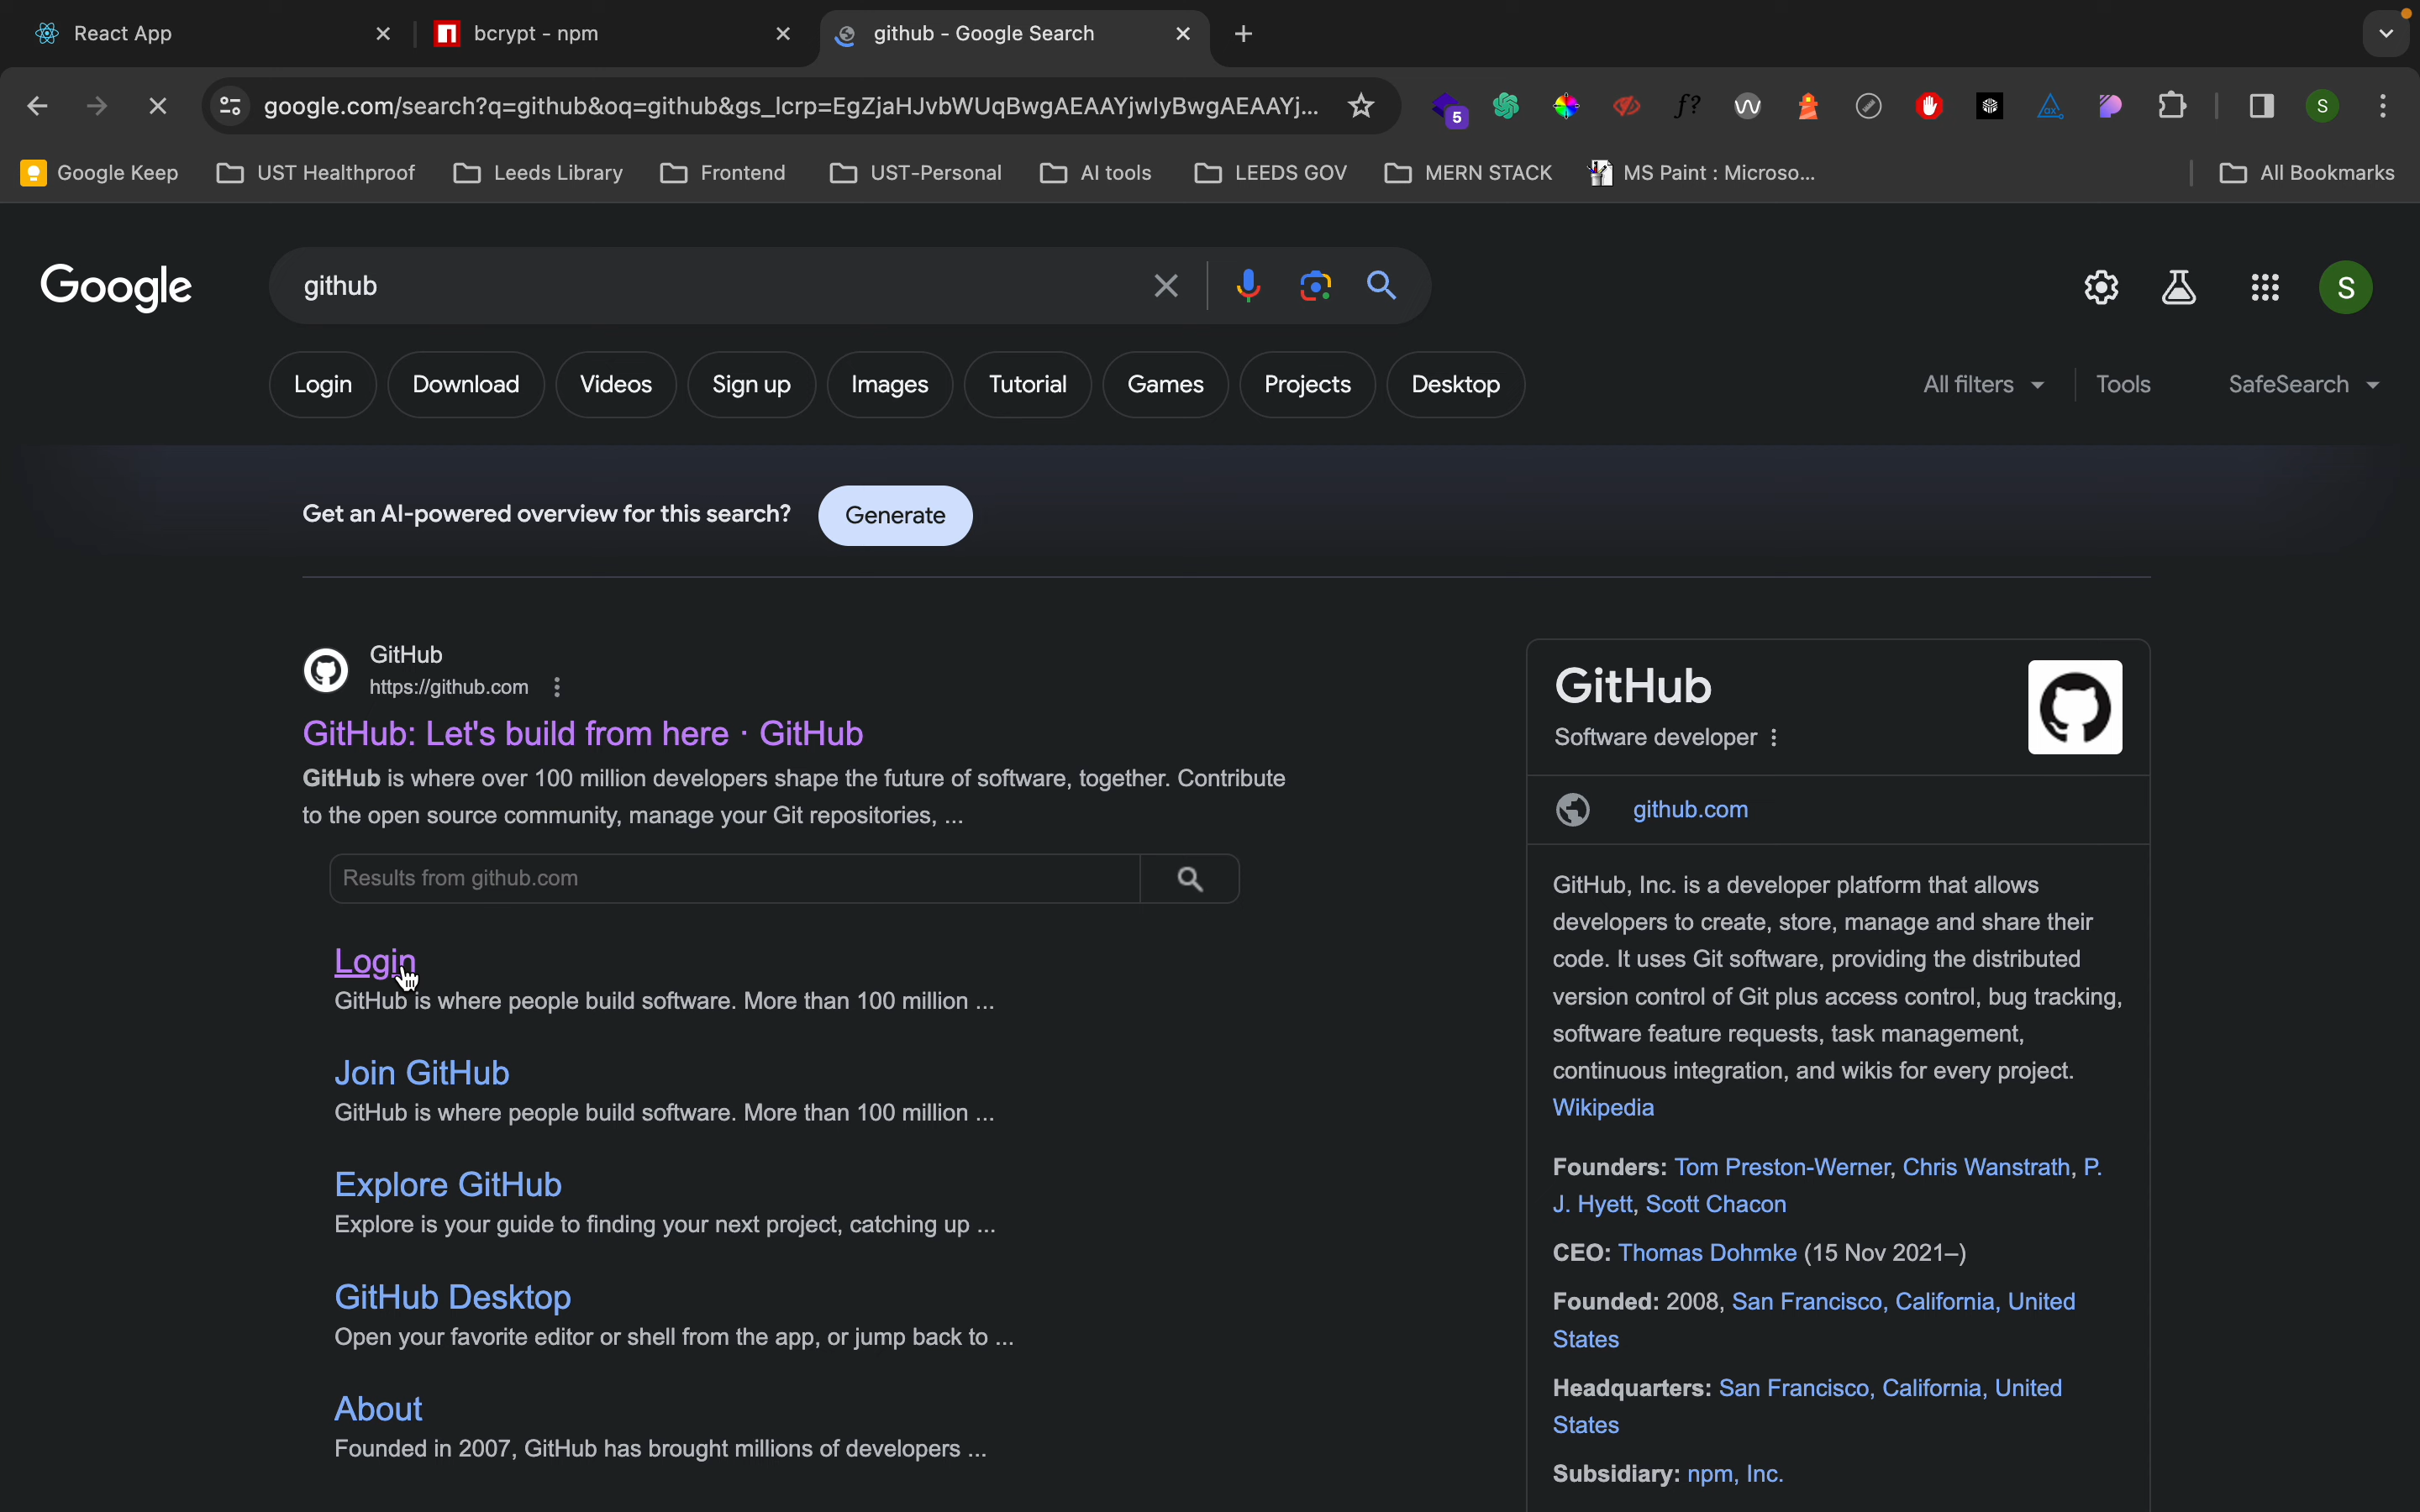 React App
bcrypt - npm
github - Google Search
google.com/search?q=github&oq=github&gs_lcrp=EgZjaHJvbWUqBwgAEAAYjwIyBwgAEAAYj...
5
f?
S
Google Keep
UST Healthproof
Leeds Library
Frontend
UST-Personal
AI tools
LEEDS GOV
MERN STACK
MS Paint : Microso...
All Bookmarks
Google
github
S
Login
Download
Videos
Sign up
Images
Tutorial
Games
Projects
Desktop
All filters
Tools
SafeSearch
Get an AI-powered overview for this search?
Generate
GitHub
https://github.com
GitHub: Let's build from here · GitHub
GitHub is where over 100 million developers shape the future of software, together. Contribute
to the open source community, manage your Git repositories, ...
Results from github.com
Login
GitHub is where people build software. More than 100 million ...
Join GitHub
GitHub is where people build software. More than 100 million ...
Explore GitHub
Explore is your guide to finding your next project, catching up ...
GitHub Desktop
Open your favorite editor or shell from the app, or jump back to ...
About
Founded in 2007, GitHub has brought millions of developers ...
GitHub
Software developer
github.com
GitHub, Inc. is a developer platform that allows
developers to create, store, manage and share their
code. It uses Git software, providing the distributed
version control of Git plus access control, bug tracking,
software feature requests, task management,
continuous integration, and wikis for every project.
Wikipedia
Founders: Tom Preston-Werner, Chris Wanstrath, P.
J. Hyett, Scott Chacon
CEO: Thomas Dohmke (15 Nov 2021–)
Founded: 2008, San Francisco, California, United
States
Headquarters: San Francisco, California, United
States
Subsidiary: npm, Inc.